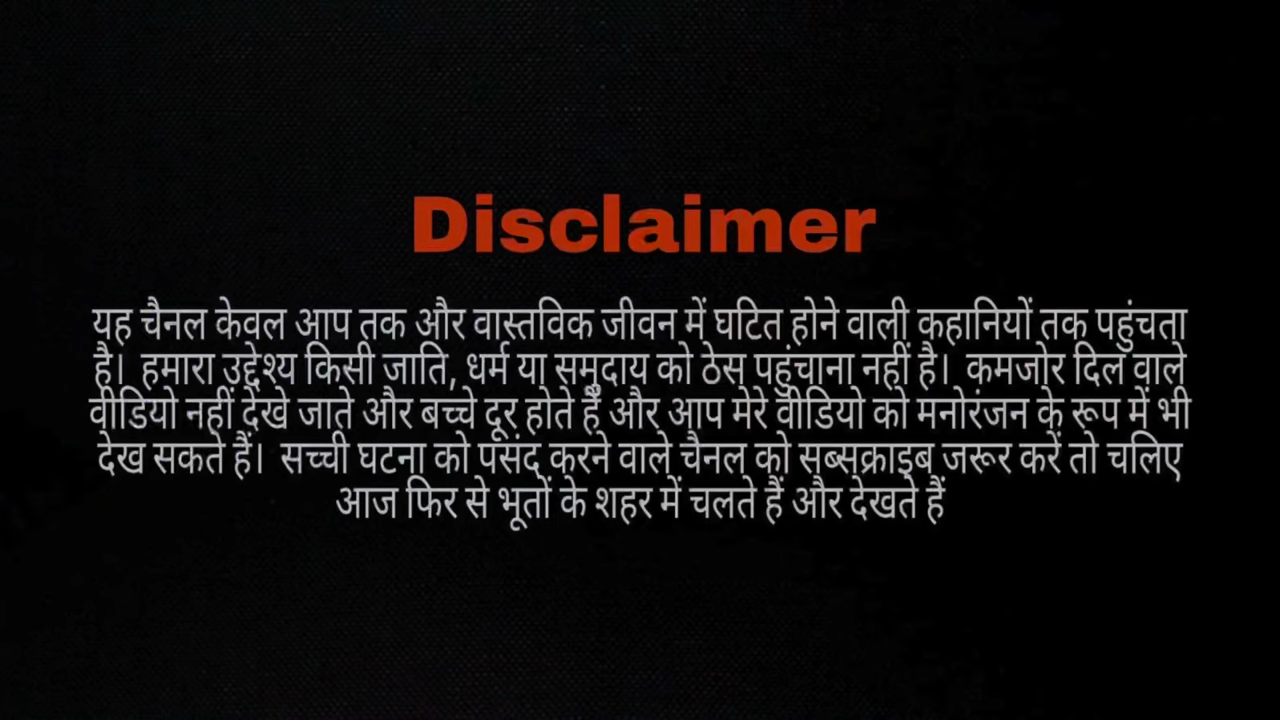 Disclaimer
यह चैनल केवल आप तक और वास्तविक जीवन में घटित होने वाली कहानियों तक पहुंचता
है। हमारा उद्देश्य किसी जाति, धर्म या समुदाय को ठेस पहुंचाना नहीं है। कमजोर दिल वाले
वीडियो नहीं देखे जाते और बच्चे दूर होते हैं और आप मेरे वीडियो को मनोरंजन के रूप में भी
देख सकते हैं। सच्ची घटना को पसंद करने वाले चैनल को सब्सक्राइब जरूर करें तो चलिए
आज फिर से भूतों के शहर में चलते हैं और देखते हैं